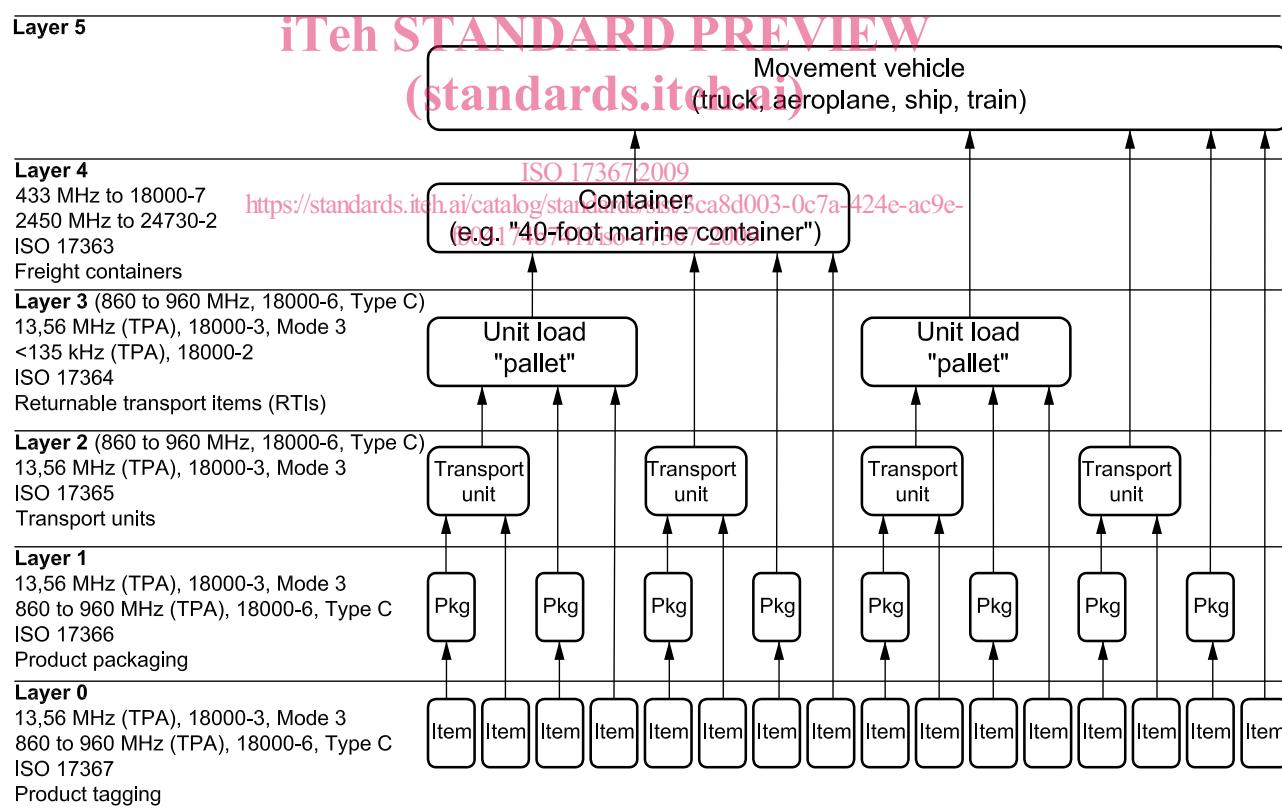 Layer 5
iTeh STANDARD PREVIEW
(standards.iteh.ai)
Movement vehicle
(truck, aeroplane, ship, train)
Layer 4
433 MHz to 18000-7
2450 MHz to 24730-2
ISO 17363
Freight containers
ISO 17367:2009
https://standards.iteh.ai/catalog/standards/sist/3ca8d003-0c7a-424e-ac9e-
Container
(e.g. "40-foot marine container")
Layer 3 (860 to 960 MHz, 18000-6, Type C)
13,56 MHz (TPA), 18000-3, Mode 3
<135 kHz (TPA), 18000-2
ISO 17364
Returnable transport items (RTIs)
Unit load
"pallet"
Unit load
"pallet"
Layer 2 (860 to 960 MHz, 18000-6, Type C)
13,56 MHz (TPA), 18000-3, Mode 3
ISO 17365
Transport units
Transport
unit
Transport
unit
Transport
unit
Transport
unit
Layer 1
13,56 MHz (TPA), 18000-3, Mode 3
860 to 960 MHz (TPA), 18000-6, Type C
ISO 17366
Product packaging
Pkg Pkg Pkg Pkg Pkg Pkg Pkg Pkg
Layer 0
13,56 MHz (TPA), 18000-3, Mode 3
860 to 960 MHz (TPA), 18000-6, Type C
ISO 17367
Product tagging
Item Item Item Item Item Item Item Item Item Item Item Item Item Item Item Item